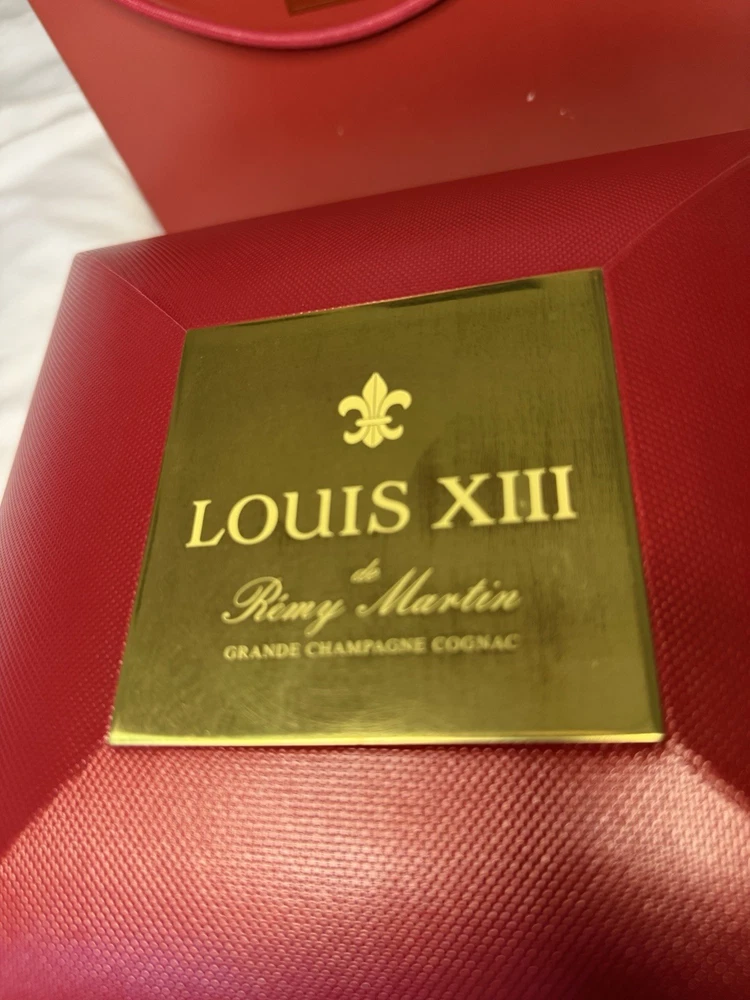 LOUIS XIII
de
Rémy Martin
GRANDE CHAMPAGNE COGNAC